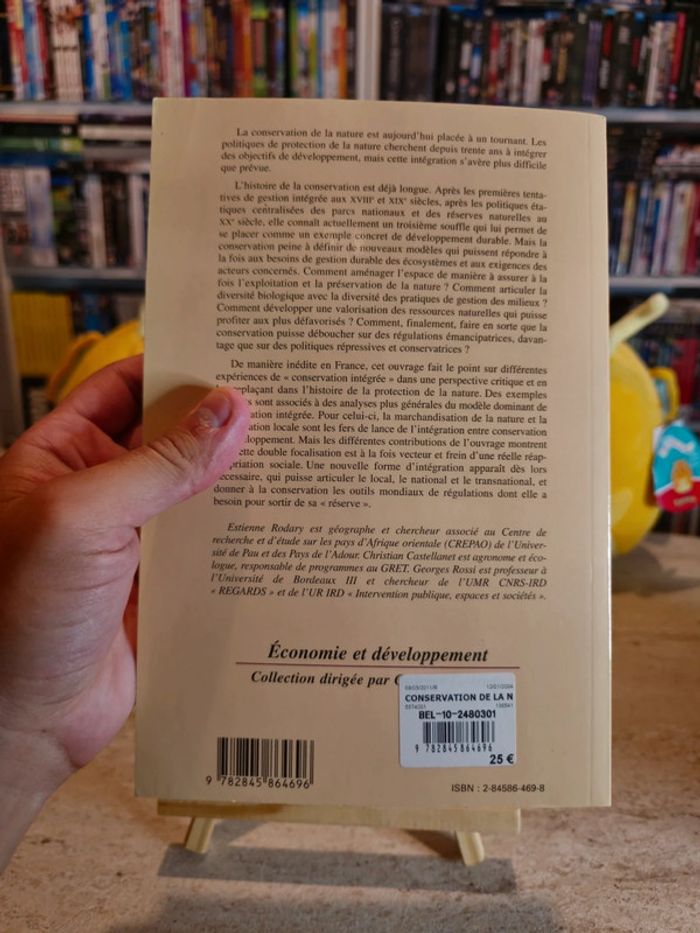 La conservation de la nature est aujourd'hui placée à un tournant. Les
politiques de protection de la nature cherchent depuis trente ans à intégrer
des objectifs de développement, mais cette intégration s'avère plus difficile
que prévue.
L'histoire de la conservation est déjà longue. Après les premières tenta-
tives de gestion intégrée aux XVIIIᵉ et XIXᵉ siècles, après les politiques éta-
tiques centralisées des parcs nationaux et des réserves naturelles au
XXᵉ siècle, elle connaît actuellement un troisième souffle qui lui permet de
se placer comme un exemple concret de développement durable. Mais la
conservation peine à définir de nouveaux modèles qui puissent répondre à
la fois aux besoins de gestion durable des écosystèmes et aux exigences des
acteurs concernés. Comment aménager l'espace de manière à assurer à la
fois l'exploitation et la préservation de la nature ? Comment articuler la
diversité biologique avec la diversité des pratiques de gestion des milieux ?
Comment développer une valorisation des ressources naturelles qui puisse
profiter aux plus défavorisés ? Comment, finalement, faire en sorte que la
conservation puisse déboucher sur des régulations émancipatrices, davan-
tage que sur des politiques répressives et conservatrices ?
De manière inédite en France, cet ouvrage fait le point sur différentes
expériences de « conservation intégrée » dans une perspective critique et en
plaçant dans l'histoire de la protection de la nature. Des exemples
sont associés à des analyses plus générales du modèle dominant de
ation intégrée. Pour celui-ci, la marchandisation de la nature et la
ation locale sont les fers de lance de l'intégration entre conservation
eloppement. Mais les différentes contributions de l'ouvrage montrent
ette double focalisation est à la fois vecteur et frein d'une réelle réap-
priation sociale. Une nouvelle forme d'intégration apparaît dès lors
écessaire, qui puisse articuler le local, le national et le transnational, et
donner à la conservation les outils mondiaux de régulations dont elle a
besoin pour sortir de sa « réserve ».
Estienne Rodary est géographe et chercheur associé au Centre de
recherche et d'étude sur les pays d'Afrique orientale (CREPAO) de l'Univer-
sité de Pau et des Pays de l'Adour. Christian Castellanet est agronome et éco-
logue, responsable de programmes au GRET. Georges Rossi est professeur à
l'Université de Bordeaux III et chercheur de l'UMR CNRS-IRD
« REGARDS » et de l'UR IRD « Intervention publique, espaces et sociétés ».
Économie et développement
Collection dirigée par
CONSERVATION DE LA N
BEL-10-2480301
9 782845 864696
25 €
9 782845 864696
ISBN : 2-84586-469-8